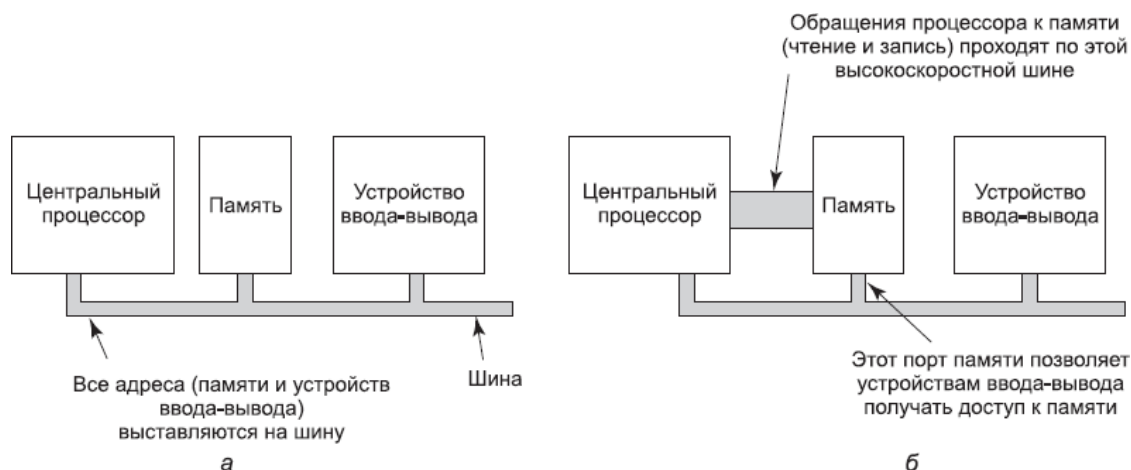 Обращения процессора к памяти
(чтение и запись) проходят по этой
высокоскоростной шине
Центральный
процессор
Память
Устройство
ввода-вывода
Центральный
процессор
Память
Устройство
ввода-вывода
Все адреса (памяти и устройств
ввода-вывода)
выставляются на шину
Шина
Этот порт памяти позволяет
устройствам ввода-вывода
получать доступ к памяти
а
б